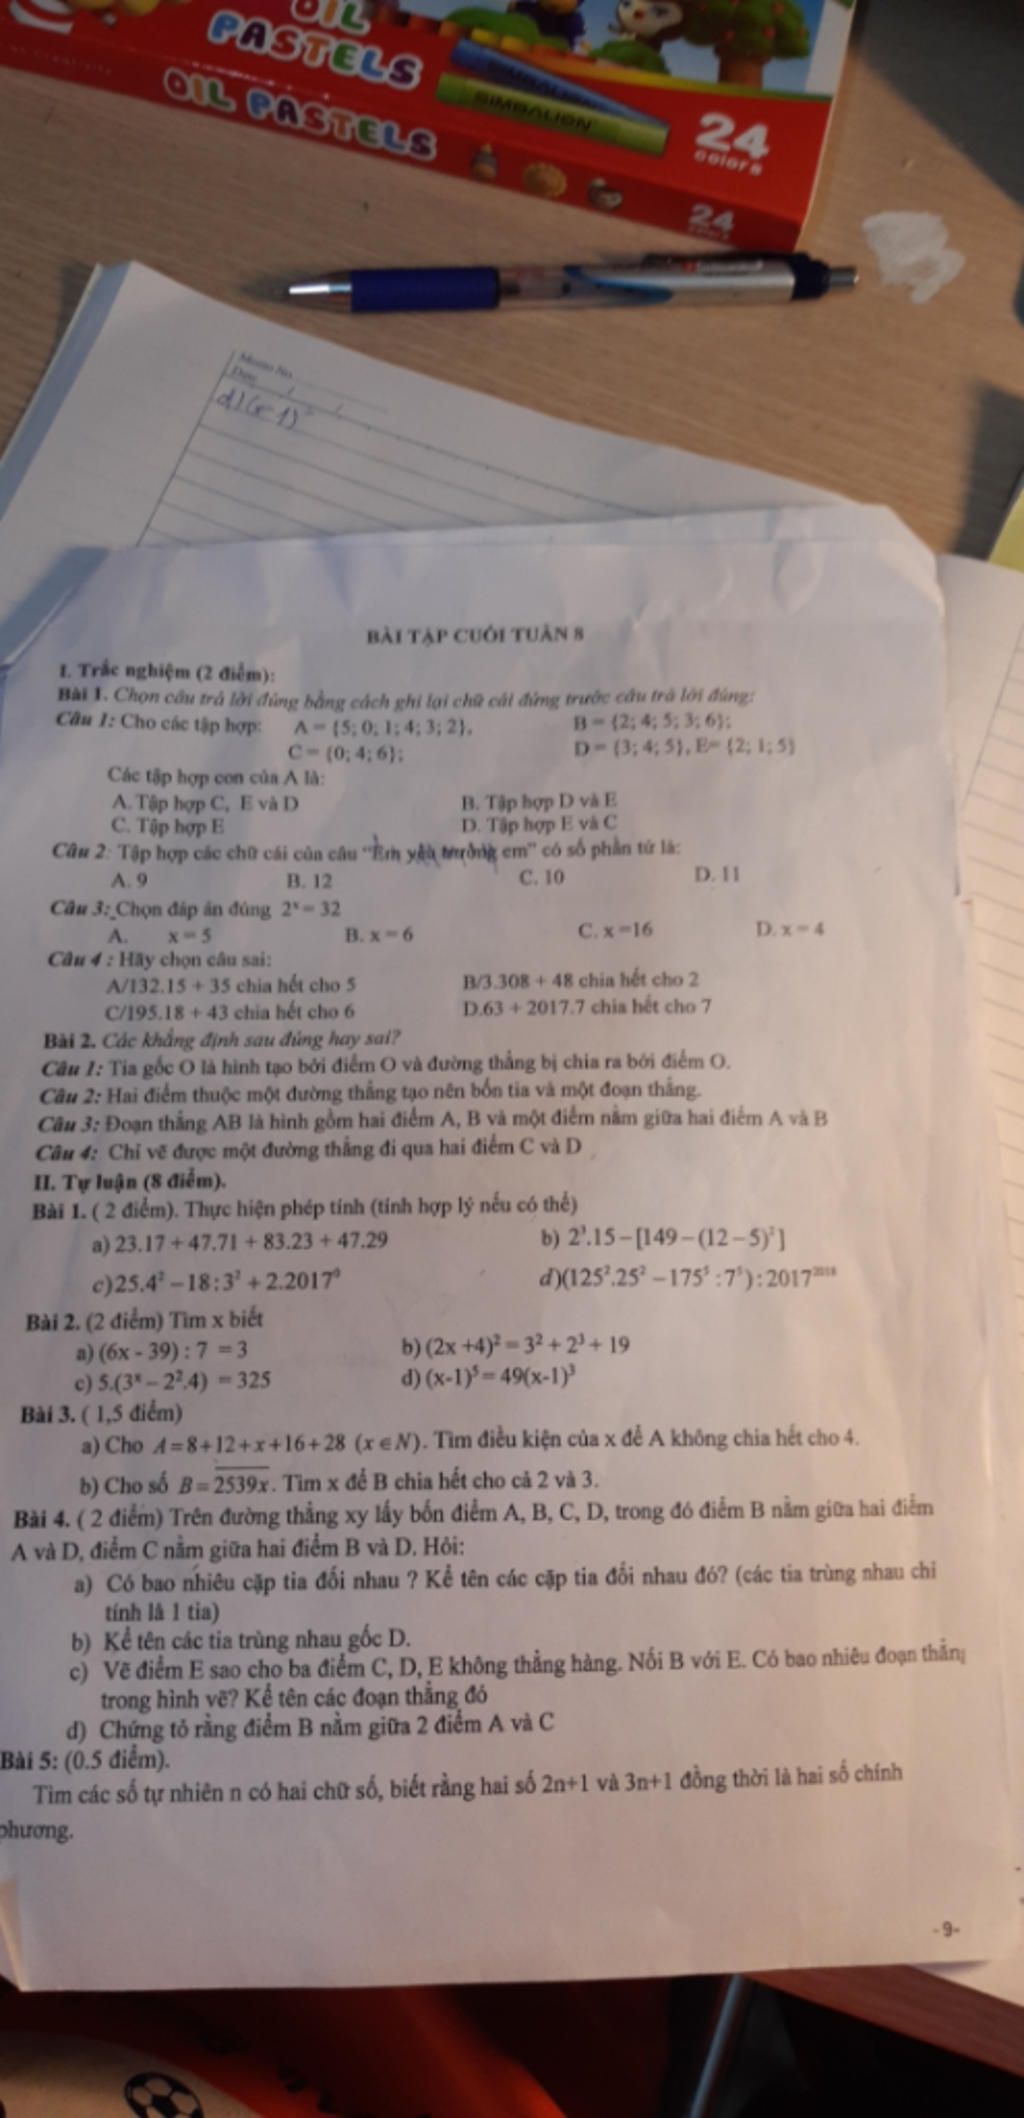 OIL
PASTELS
OIL PASTELS
SIMBALION
24
colors
24
Memo No.
Date / /
d) (x-1)
BÀI TẬP CUỐI TUẦN 8
I. Trắc nghiệm (2 điểm):
Bài 1. Chọn câu trả lời đúng bằng cách ghi lại chữ cái đứng trước câu trả lời đúng:
Câu 1: Cho các tập hợp: A = {5; 0; 1; 4; 3; 2}, B = {2; 4; 5; 3; 6};
C = {0; 4; 6}; D = {3; 4; 5}, E= {2; 1; 5}
Các tập hợp con của A là:
A. Tập hợp C, E và D B. Tập hợp D và E
C. Tập hợp E D. Tập hợp E và C
Câu 2: Tập hợp các chữ cái của câu "Em yêu trường em" có số phần tử là:
A. 9 B. 12 C. 10 D. 11
Câu 3: Chọn đáp án đúng 2ˣ = 32
A. x = 5 B. x = 6 C. x =16 D. x = 4
Câu 4 : Hãy chọn câu sai:
A/132.15 + 35 chia hết cho 5 B/3.308 + 48 chia hết cho 2
C/195.18 + 43 chia hết cho 6 D.63 + 2017.7 chia hết cho 7
Bài 2. Các khẳng định sau đúng hay sai?
Câu 1: Tia gốc O là hình tạo bởi điểm O và đường thẳng bị chia ra bởi điểm O.
Câu 2: Hai điểm thuộc một đường thẳng tạo nên bốn tia và một đoạn thẳng.
Câu 3: Đoạn thẳng AB là hình gồm hai điểm A, B và một điểm nằm giữa hai điểm A và B
Câu 4: Chỉ vẽ được một đường thẳng đi qua hai điểm C và D
II. Tự luận (8 điểm).
Bài 1. ( 2 điểm). Thực hiện phép tính (tính hợp lý nếu có thể)
a) 23.17 + 47.71 + 83.23 + 47.29 b) 2³.15 – [149 – (12 – 5)²]
c)25.4² – 18 : 3² + 2.2017⁰ d)(125².25² – 175⁵ : 7⁵) : 2017²⁰¹⁸
Bài 2. (2 điểm) Tìm x biết
a) (6x - 39) : 7 = 3 b) (2x +4)² = 3² + 2³ + 19
c) 5.(3ˣ – 2².4) = 325 d) (x-1)⁵ = 49(x-1)³
Bài 3. ( 1,5 điểm)
a) Cho A = 8 + 12 + x + 16 + 28 (x ∈ N). Tìm điều kiện của x để A không chia hết cho 4.
b) Cho số B = 2539x. Tìm x để B chia hết cho cả 2 và 3.
Bài 4. ( 2 điểm) Trên đường thẳng xy lấy bốn điểm A, B, C, D, trong đó điểm B nằm giữa hai điểm
A và D, điểm C nằm giữa hai điểm B và D. Hỏi:
a) Có bao nhiêu cặp tia đối nhau ? Kể tên các cặp tia đối nhau đó? (các tia trùng nhau chỉ
tính là 1 tia)
b) Kể tên các tia trùng nhau gốc D.
c) Vẽ điểm E sao cho ba điểm C, D, E không thẳng hàng. Nối B với E. Có bao nhiêu đoạn thẳng
trong hình vẽ? Kể tên các đoạn thẳng đó
d) Chứng tỏ rằng điểm B nằm giữa 2 điểm A và C
Bài 5: (0.5 điểm).
Tìm các số tự nhiên n có hai chữ số, biết rằng hai số 2n+1 và 3n+1 đồng thời là hai số chính
phương.
-9-